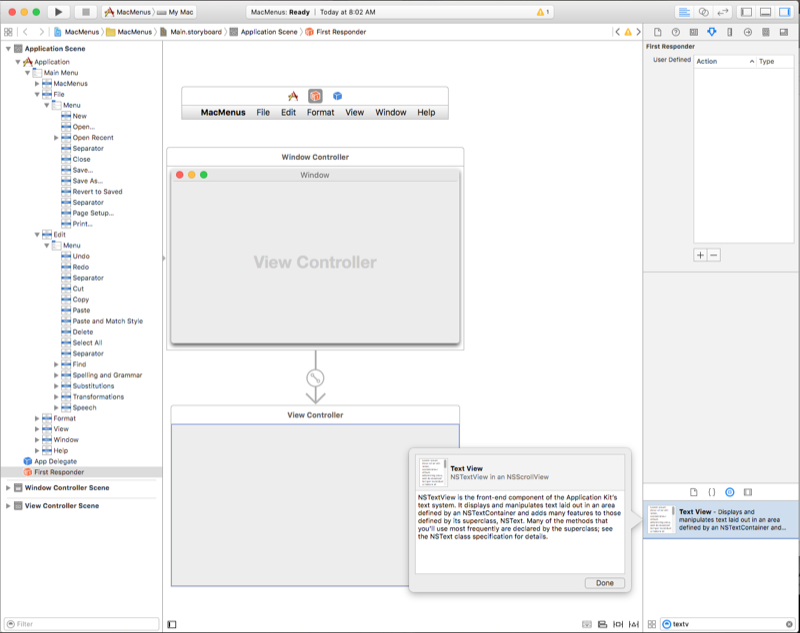 MacMenus
My Mac
MacMenus: Ready | Today at 8:02 AM
1
MacMenus
MacMenus
Main.storyboard
Application Scene
First Responder
Application Scene
Application
Main Menu
MacMenus
File
Menu
New
Open...
Open Recent
Separator
Close
Save...
Save As...
Revert to Saved
Separator
Page Setup...
Print...
Edit
Menu
Undo
Redo
Separator
Cut
Copy
Paste
Paste and Match Style
Delete
Select All
Separator
Find
Spelling and Grammar
Substitutions
Transformations
Speech
Format
View
Window
Help
App Delegate
First Responder
Window Controller Scene
View Controller Scene
Filter
MacMenus File Edit Format View Window Help
Window Controller
Window
View Controller
View Controller
Text View
NSTextView in an NSScrollView
NSTextView is the front-end component of the Application Kit's
text system. It displays and manipulates text laid out in an area
defined by an NSTextContainer and adds many features to those
defined by its superclass, NSText. Many of the methods that
you'll use most frequently are declared by the superclass; see
the NSText class specification for details.
Done
First Responder
User Defined
Action
Type
Text View - Displays and
manipulates text laid out in an area
defined by an NSTextContainer and...
textv